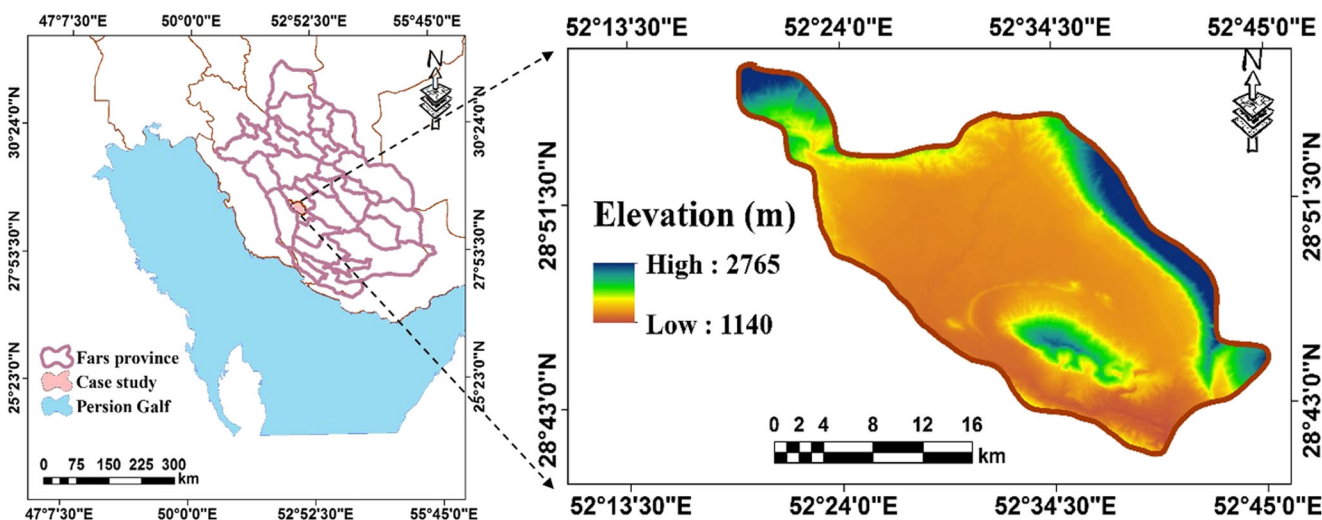 47°7'30"E 50°0'0"E 52°52'30"E 55°45'0"E
N
30°24'0"N
27°53'30"N
25°23'0"N
30°24'0"N
27°53'30"N
25°23'0"N
Fars province
Case study
Persion Galf
0 75 150 225 300
km
47°7'30"E 50°0'0"E 52°52'30"E 55°45'0"E
52°13'30"E 52°24'0"E 52°34'30"E 52°45'0"E
N
28°51'30"N
28°43'0"N
28°51'30"N
28°43'0"N
Elevation (m)
High : 2765
Low : 1140
0 2 4 8 12 16
km
52°13'30"E 52°24'0"E 52°34'30"E 52°45'0"E